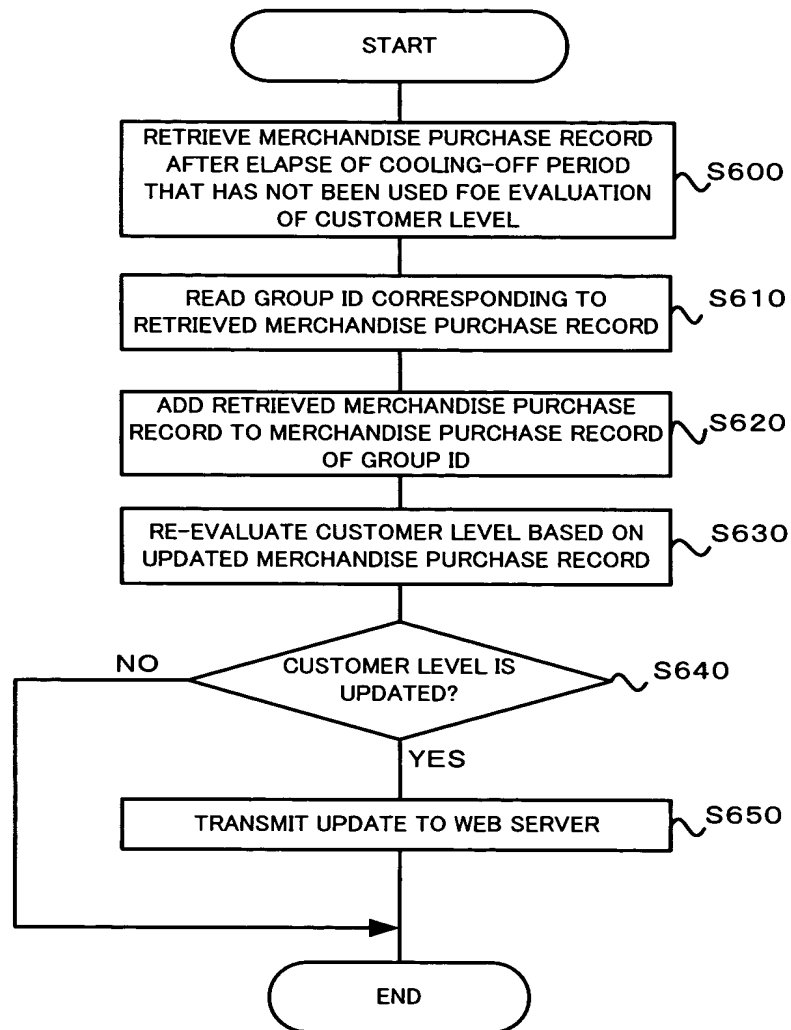 START
RETRIEVE MERCHANDISE PURCHASE RECORD
AFTER ELAPSE OF COOLING-OFF PERIOD
THAT HAS NOT BEEN USED FOE EVALUATION
OF CUSTOMER LEVEL
S600
READ GROUP ID CORRESPONDING TO
RETRIEVED MERCHANDISE PURCHASE RECORD
S610
ADD RETRIEVED MERCHANDISE PURCHASE
RECORD TO MERCHANDISE PURCHASE RECORD
OF GROUP ID
S620
RE-EVALUATE CUSTOMER LEVEL BASED ON
UPDATED MERCHANDISE PURCHASE RECORD
S630
NO
CUSTOMER LEVEL IS
UPDATED?
S640
YES
TRANSMIT UPDATE TO WEB SERVER
S650
END